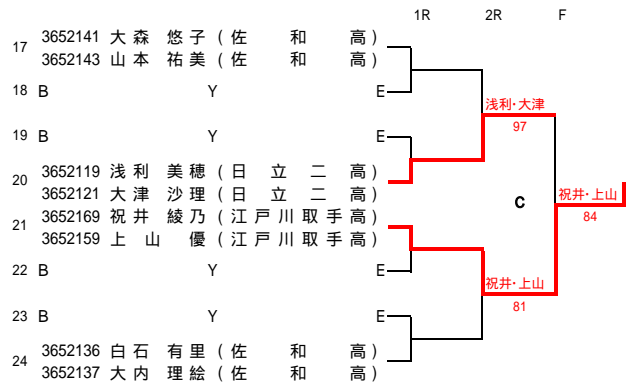 1R 2R F
17 3652141 大森 悠子 (佐 和 高)
3652143 山本 祐美 (佐 和 高)
18 B Y E
浅利・大津
97
19 B Y E
20 3652119 浅利 美穂 (日 立 二 高)
3652121 大津 沙理 (日 立 二 高)
C
祝井・上山
84
21 3652169 祝井 綾乃 (江戸川取手高)
3652159 上山 優 (江戸川取手高)
22 B Y E
祝井・上山
81
23 B Y E
24 3652136 白石 有里 (佐 和 高)
3652137 大内 理絵 (佐 和 高)